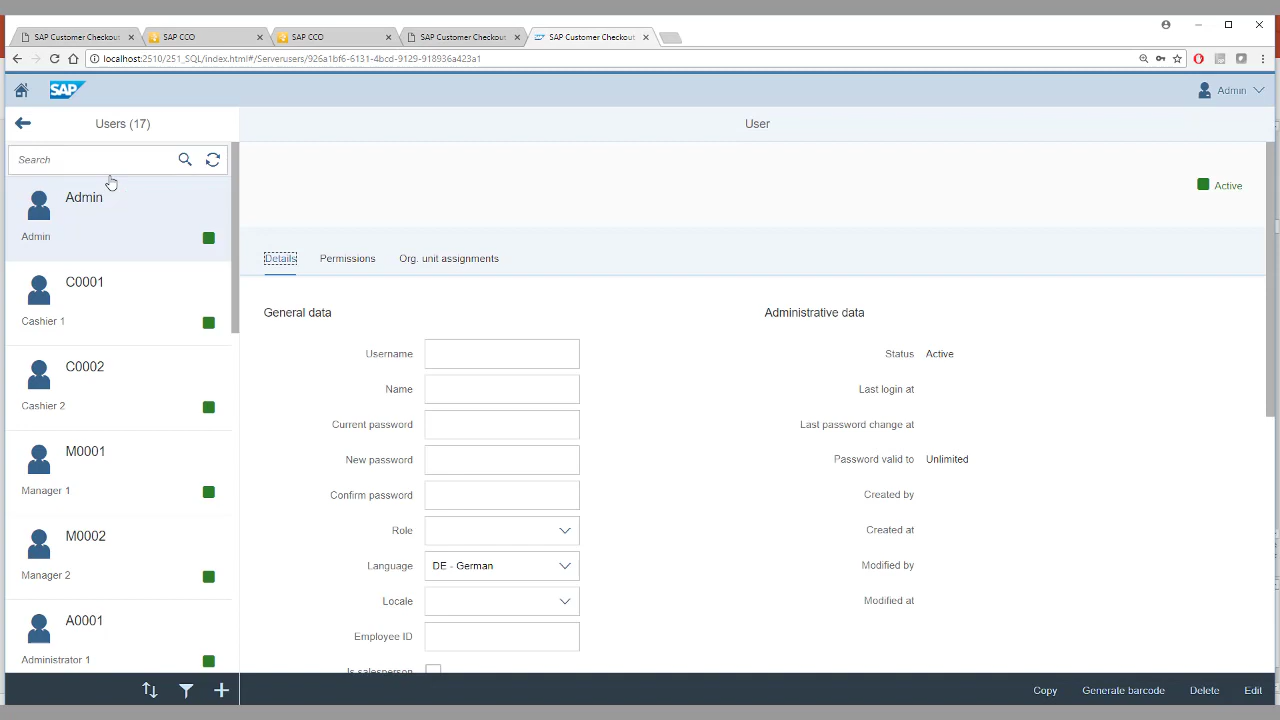 SAP Customer Checkout
SAP CCO
SAP CCO
SAP Customer Checkout
SAP Customer Checkout
localhost:2510/251_SQL/index.html#/Serverusers/926a1bf6-6131-4bcd-9129-918936a423a1
SAP
Admin
Users (17)
User
Search
Active
Admin
Admin
C0001
Cashier 1
C0002
Cashier 2
M0001
Manager 1
M0002
Manager 2
A0001
Administrator 1
Details
Permissions
Org. unit assignments
General data
Administrative data
Username
Status
Active
Name
Last login at
Current password
Last password change at
New password
Password valid to
Unlimited
Confirm password
Created by
Role
Created at
Language
DE - German
Modified by
Locale
Modified at
Employee ID
Is salesperson
Copy
Generate barcode
Delete
Edit